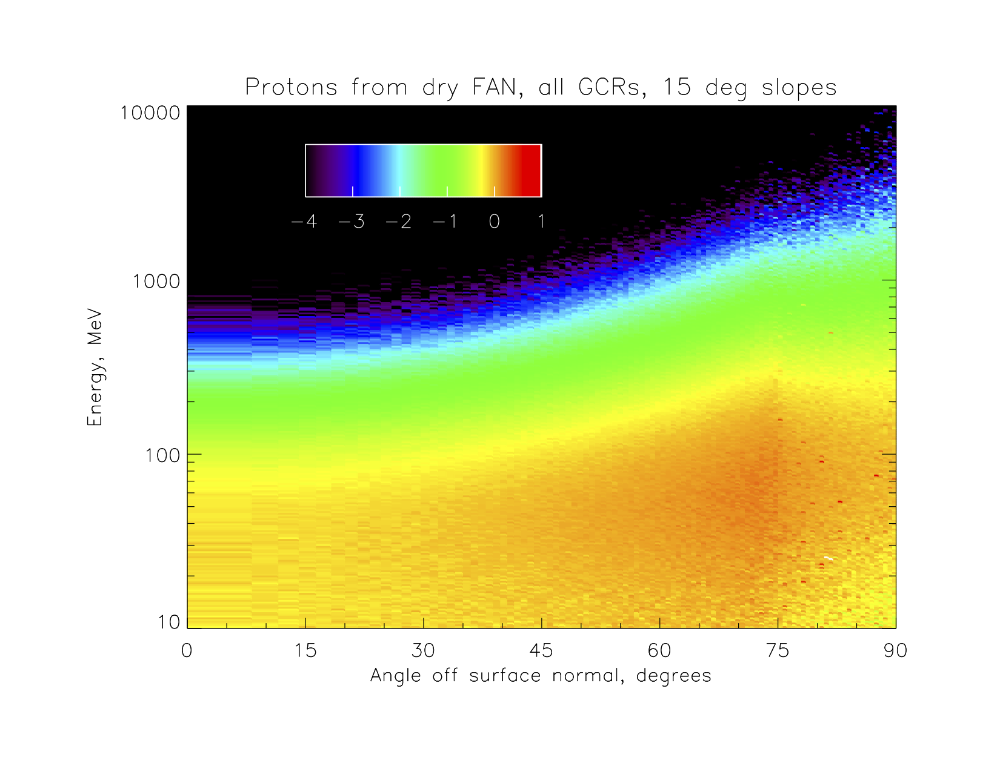 Protons from dry FAN, all GCRs, 15 deg slopes
10000
1000
100
10
Energy, MeV
−4 −3 −2 −1 0 1
0 15 30 45 60 75 90
Angle off surface normal, degrees